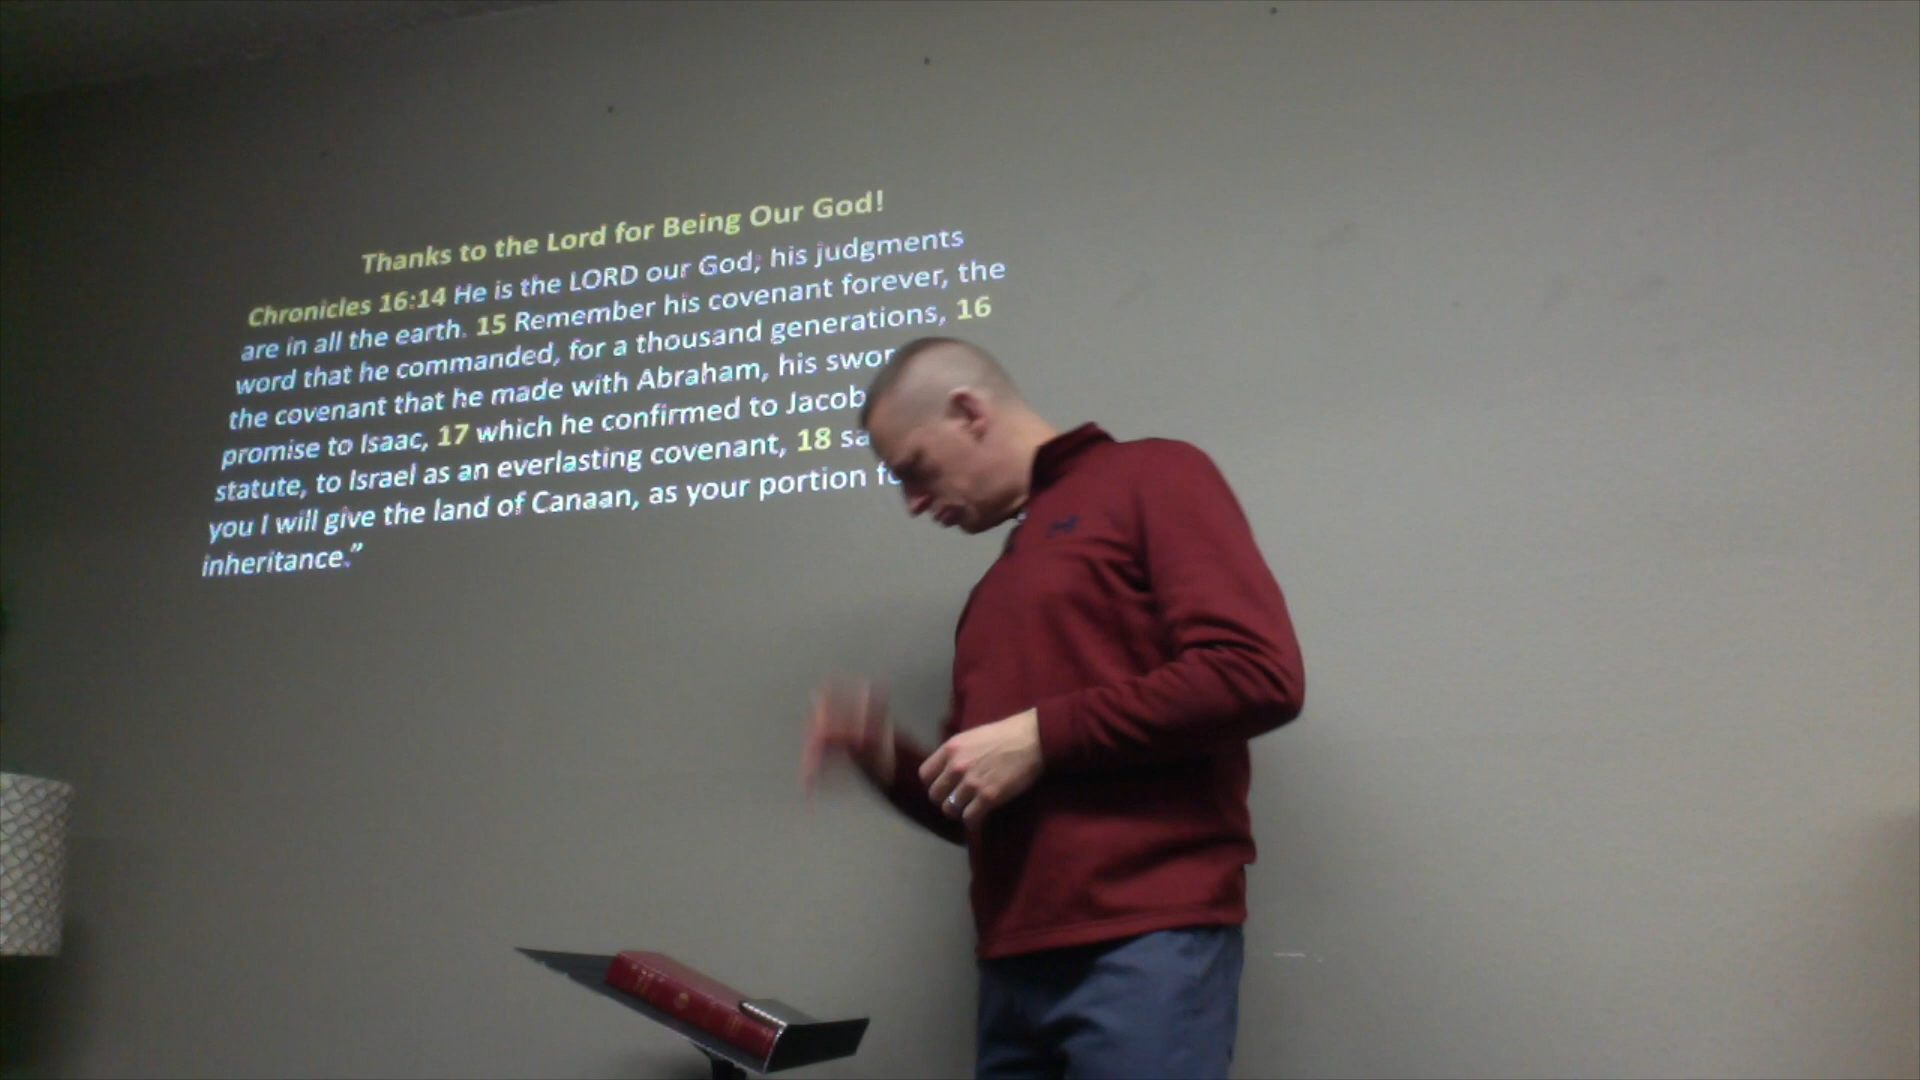 Thanks to the Lord for Being Our God!
Chronicles 16:14 He is the LORD our God; his judgments
are in all the earth. 15 Remember his covenant forever, the
word that he commanded, for a thousand generations, 16
the covenant that he made with Abraham, his
promise to Isaac, 17 which he confirmed to Jacob
statute, to Israel as an everlasting covenant, 18
you I will give the land of Canaan, as your portion
inheritance.”